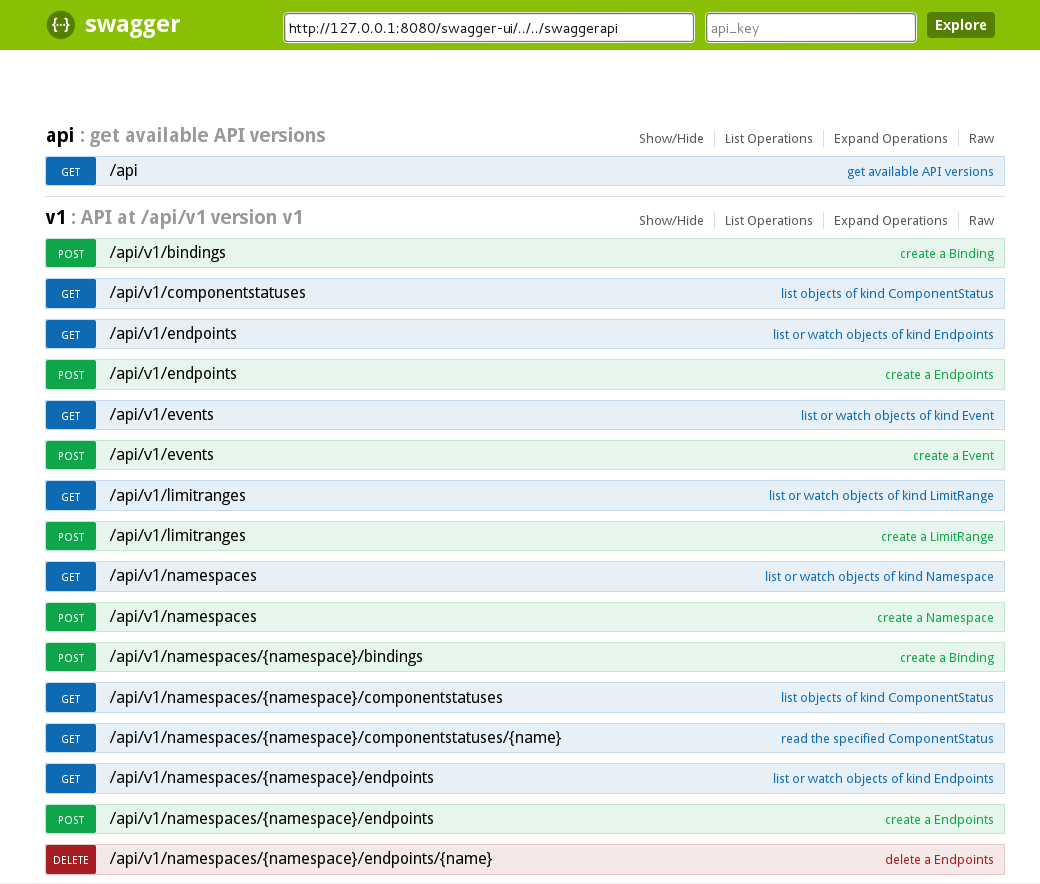 {···} swagger http://127.0.0.1:8080/swagger-ui/../../swaggerapi api_key Explore
api : get available API versions Show/Hide List Operations Expand Operations Raw
GET /api get available API versions
v1 : API at /api/v1 version v1 Show/Hide List Operations Expand Operations Raw
POST /api/v1/bindings create a Binding
GET /api/v1/componentstatuses list objects of kind ComponentStatus
GET /api/v1/endpoints list or watch objects of kind Endpoints
POST /api/v1/endpoints create a Endpoints
GET /api/v1/events list or watch objects of kind Event
POST /api/v1/events create a Event
GET /api/v1/limitranges list or watch objects of kind LimitRange
POST /api/v1/limitranges create a LimitRange
GET /api/v1/namespaces list or watch objects of kind Namespace
POST /api/v1/namespaces create a Namespace
POST /api/v1/namespaces/{namespace}/bindings create a Binding
GET /api/v1/namespaces/{namespace}/componentstatuses list objects of kind ComponentStatus
GET /api/v1/namespaces/{namespace}/componentstatuses/{name} read the specified ComponentStatus
GET /api/v1/namespaces/{namespace}/endpoints list or watch objects of kind Endpoints
POST /api/v1/namespaces/{namespace}/endpoints create a Endpoints
DELETE /api/v1/namespaces/{namespace}/endpoints/{name} delete a Endpoints